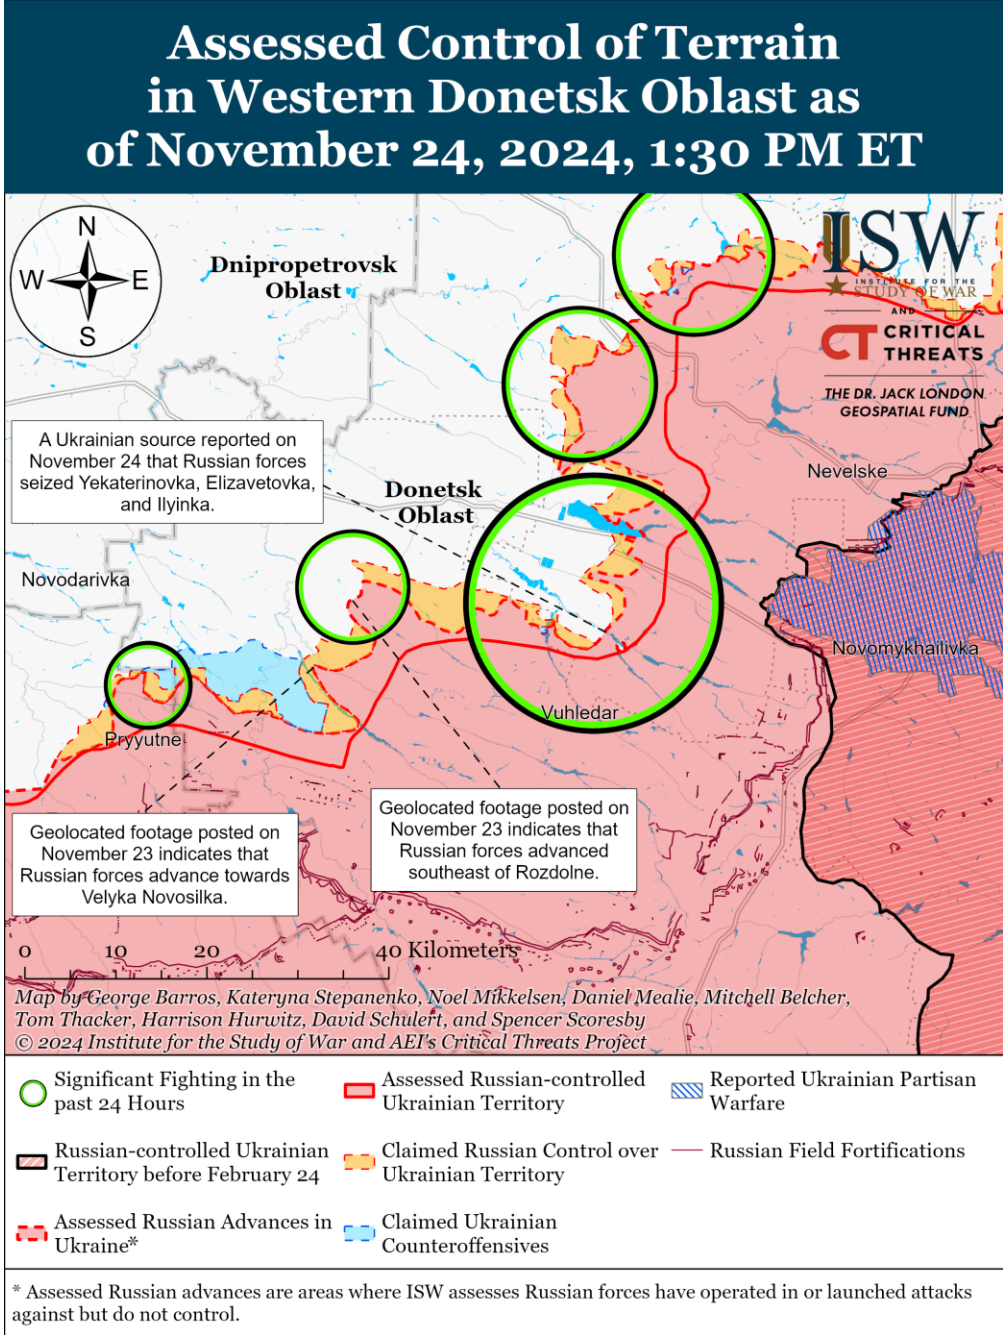 Assessed Control of Terrain
in Western Donetsk Oblast as
of November 24, 2024, 1:30 PM ET
N
W
E
S
Dnipropetrovsk
Oblast
ISW
INSTITUTE FOR THE
STUDY OF WAR
AND
CT CRITICAL
THREATS
THE DR. JACK LONDON
GEOSPATIAL FUND
A Ukrainian source reported on
November 24 that Russian forces
seized Yekaterinovka, Elizavetovka,
and Ilyinka.
Nevelske
Donetsk
Oblast
Novodarivka
Novomykhailivka
Vuhledar
Pryyutne
Geolocated footage posted on
November 23 indicates that
Russian forces advanced
southeast of Rozdolne.
Geolocated footage posted on
November 23 indicates that
Russian forces advance towards
Velyka Novosilka.
0 10 20 40 Kilometers
Map by George Barros, Kateryna Stepanenko, Noel Mikkelsen, Daniel Mealie, Mitchell Belcher,
Tom Thacker, Harrison Hurwitz, David Schulert, and Spencer Scoresby
© 2024 Institute for the Study of War and AEI's Critical Threats Project
Significant Fighting in the
past 24 Hours
Assessed Russian-controlled
Ukrainian Territory
Reported Ukrainian Partisan
Warfare
Russian-controlled Ukrainian
Territory before February 24
Claimed Russian Control over
Ukrainian Territory
Russian Field Fortifications
Assessed Russian Advances in
Ukraine*
Claimed Ukrainian
Counteroffensives
* Assessed Russian advances are areas where ISW assesses Russian forces have operated in or launched attacks
against but do not control.